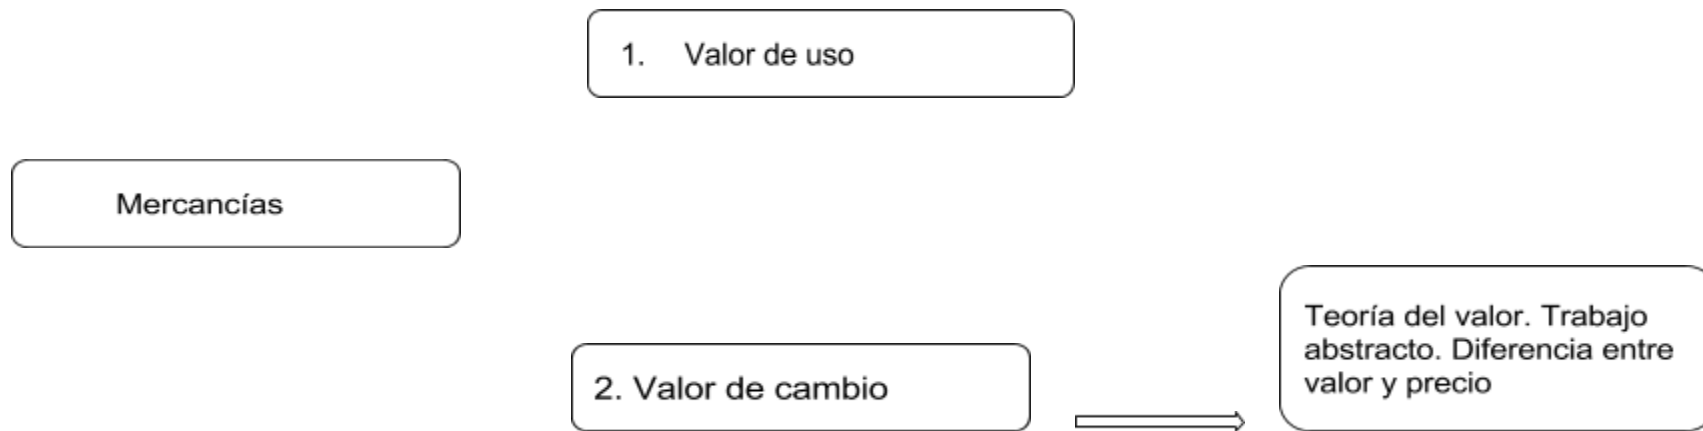 1. Valor de uso
Mercancías
2. Valor de cambio
Teoría del valor. Trabajo
abstracto. Diferencia entre
valor y precio